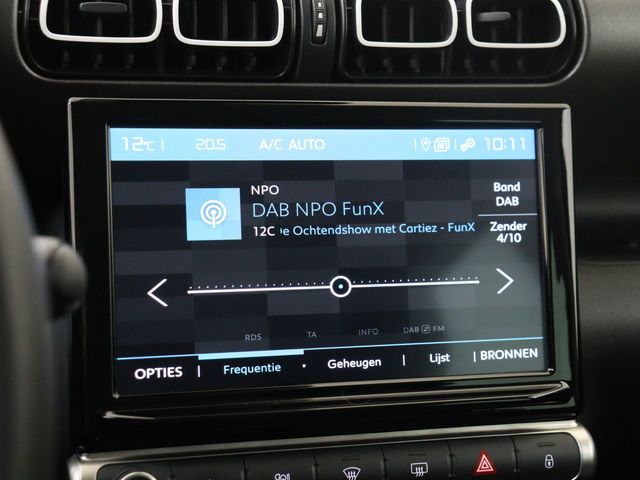 12°C 20.5 A/C AUTO 10:11
NPO
DAB NPO FunX
12C e Ochtendshow met Cartiez - FunX
Band
DAB
Zender
4/10
RDS TA INFO DAB FM
OPTIES Frequentie Geheugen Lijst BRONNEN